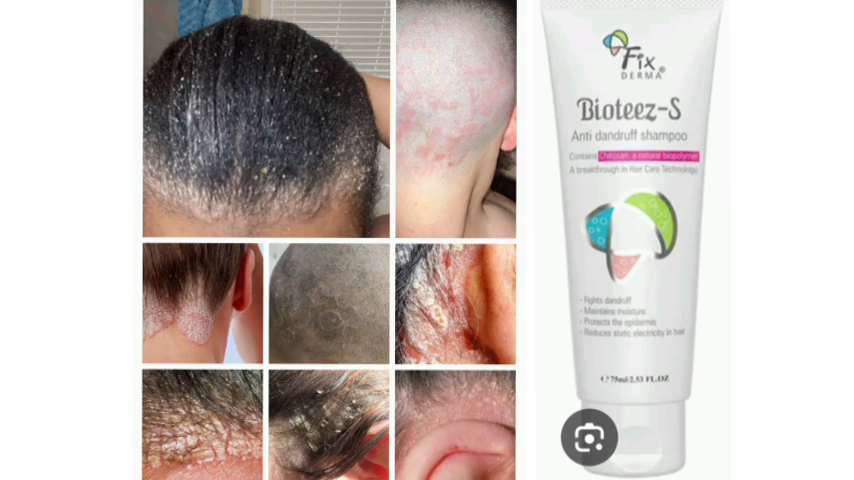 Fix
DERMA®
Bioteez-S
Anti dandruff shampoo
Contains Chitosan, a natural biopolymer
A breakthrough in Hair Care Technology.
- Fights dandruff
- Maintains moisture
- Protects the epidermis
- Reduces static electricity in hair
75ml/2.53 FL.OZ